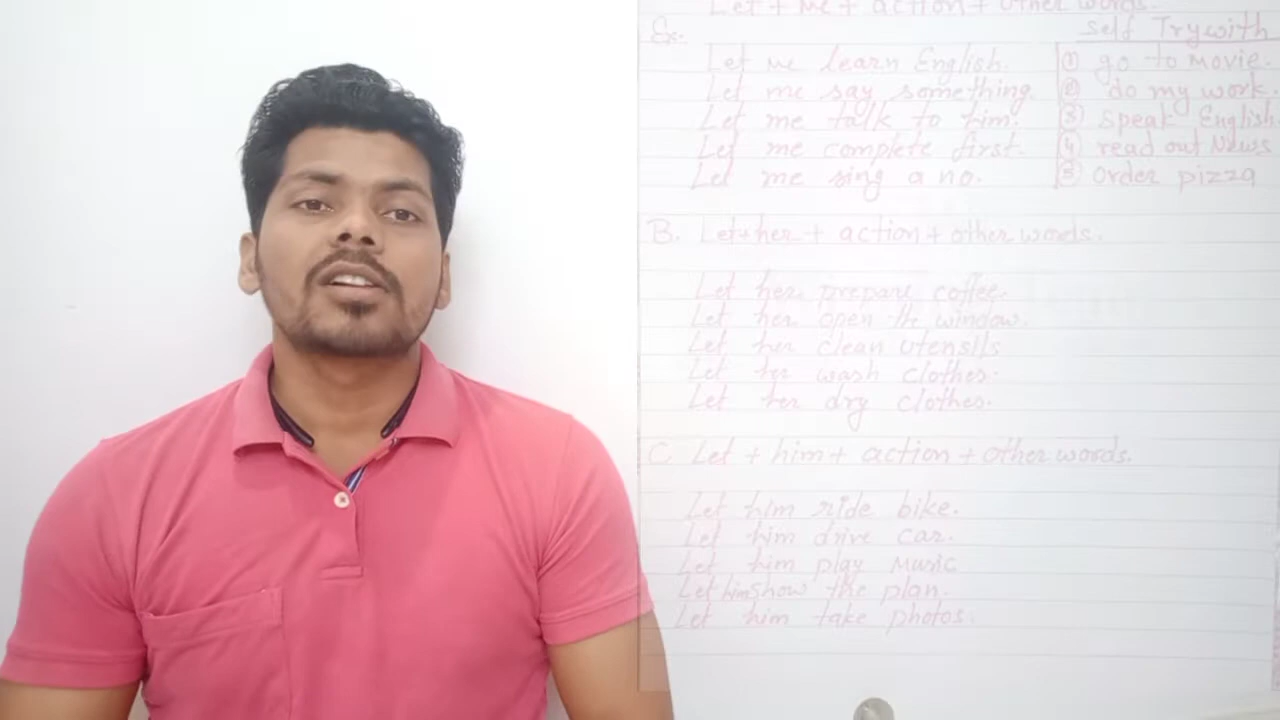 Let + me + action + other words.
Ex:-
Self Try with
Let me learn English.
① go to movie.
Let me say something.
② do my work.
Let me talk to him.
③ speak English
Let me complete first.
④ read out News
Let me sing a no.
⑤ order pizza
B. Let+her + action + other words.
Let her prepare coffee.
Let her open the window.
Let her clean utensils
Let her wash clothes.
Let her dry clothes.
C. Let + him + action + other words.
Let him ride bike.
Let him drive car.
Let him play music
Let him show the plan.
Let him take photos.